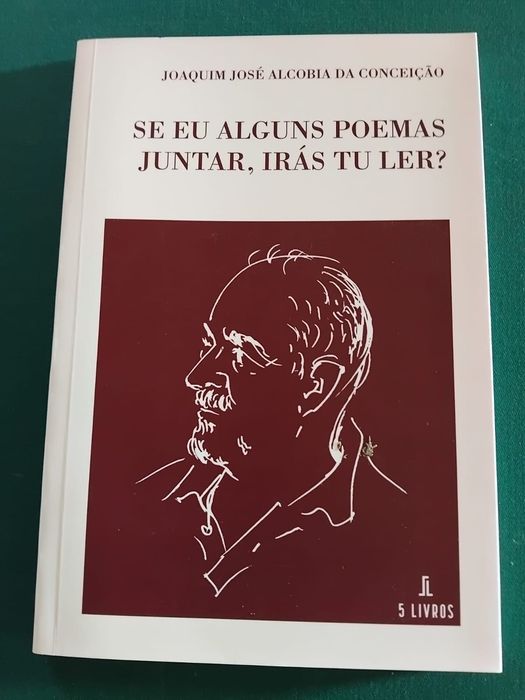 JOAQUIM JOSÉ ALCOBIA DA CONCEIÇÃO
SE EU ALGUNS POEMAS
JUNTAR, IRÁS TU LER?
5 LIVROS